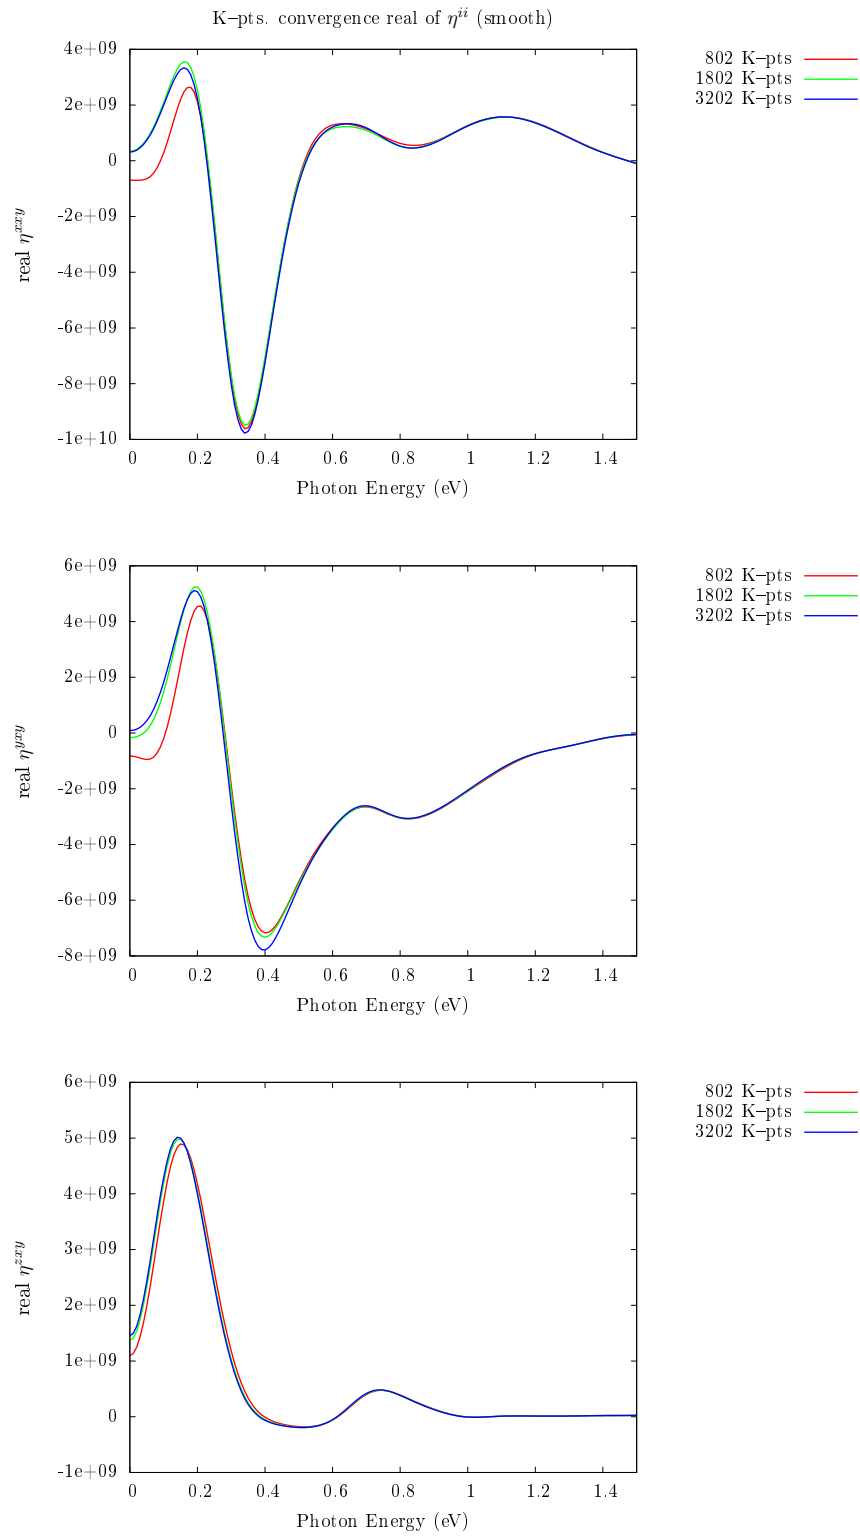 K–pts. convergence real of η^{ii} (smooth)
802 K–pts
1802 K–pts
3202 K–pts
4e+09
2e+09
0
-2e+09
-4e+09
-6e+09
-8e+09
-1e+10
real η^{xxy}
0 0.2 0.4 0.6 0.8 1 1.2 1.4
Photon Energy (eV)
802 K–pts
1802 K–pts
3202 K–pts
6e+09
4e+09
2e+09
0
-2e+09
-4e+09
-6e+09
-8e+09
real η^{yxy}
0 0.2 0.4 0.6 0.8 1 1.2 1.4
Photon Energy (eV)
802 K–pts
1802 K–pts
3202 K–pts
6e+09
5e+09
4e+09
3e+09
2e+09
1e+09
0
-1e+09
real η^{zxy}
0 0.2 0.4 0.6 0.8 1 1.2 1.4
Photon Energy (eV)